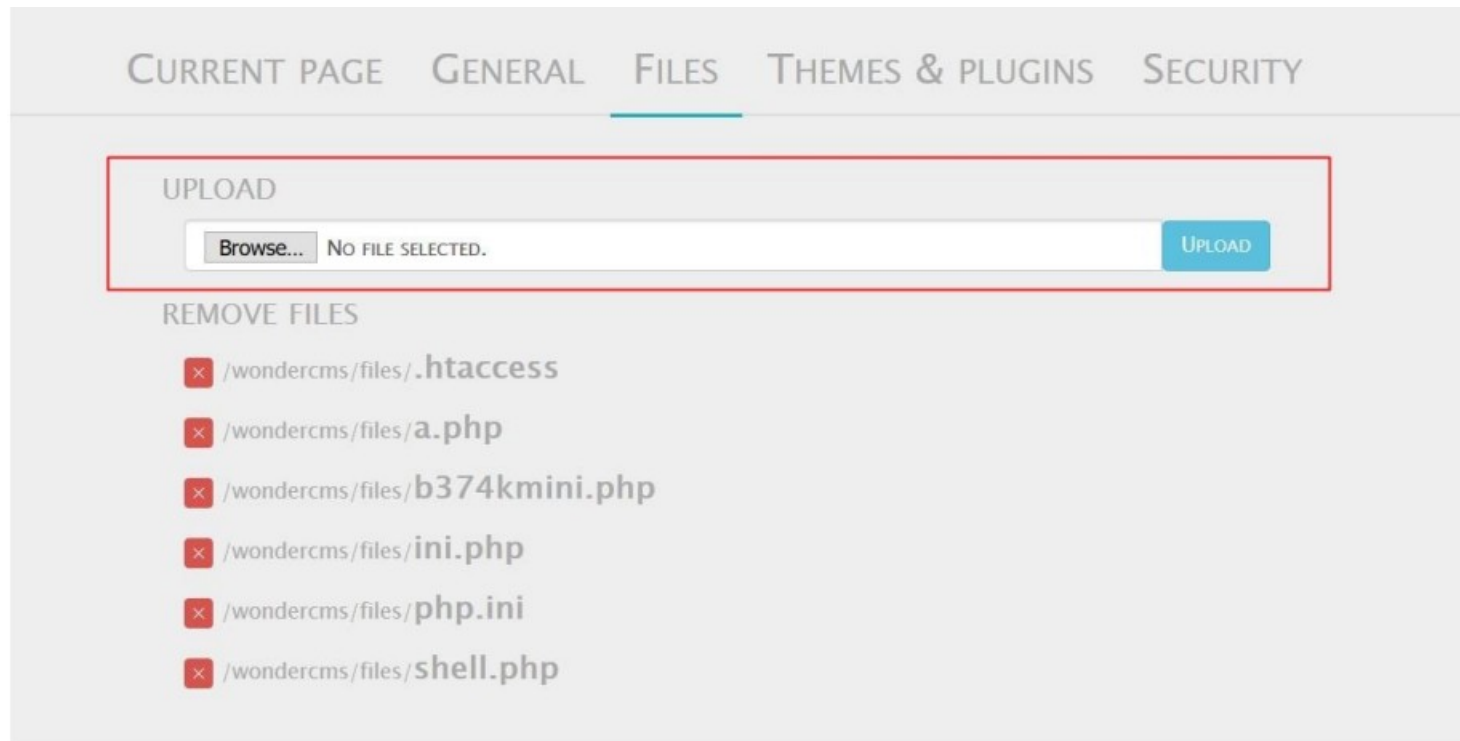 CURRENT PAGE GENERAL FILES THEMES & PLUGINS SECURITY
UPLOAD
Browse... NO FILE SELECTED. UPLOAD
REMOVE FILES
× /wondercms/files/.htaccess
× /wondercms/files/a.php
× /wondercms/files/b374kmini.php
× /wondercms/files/ini.php
× /wondercms/files/php.ini
× /wondercms/files/shell.php